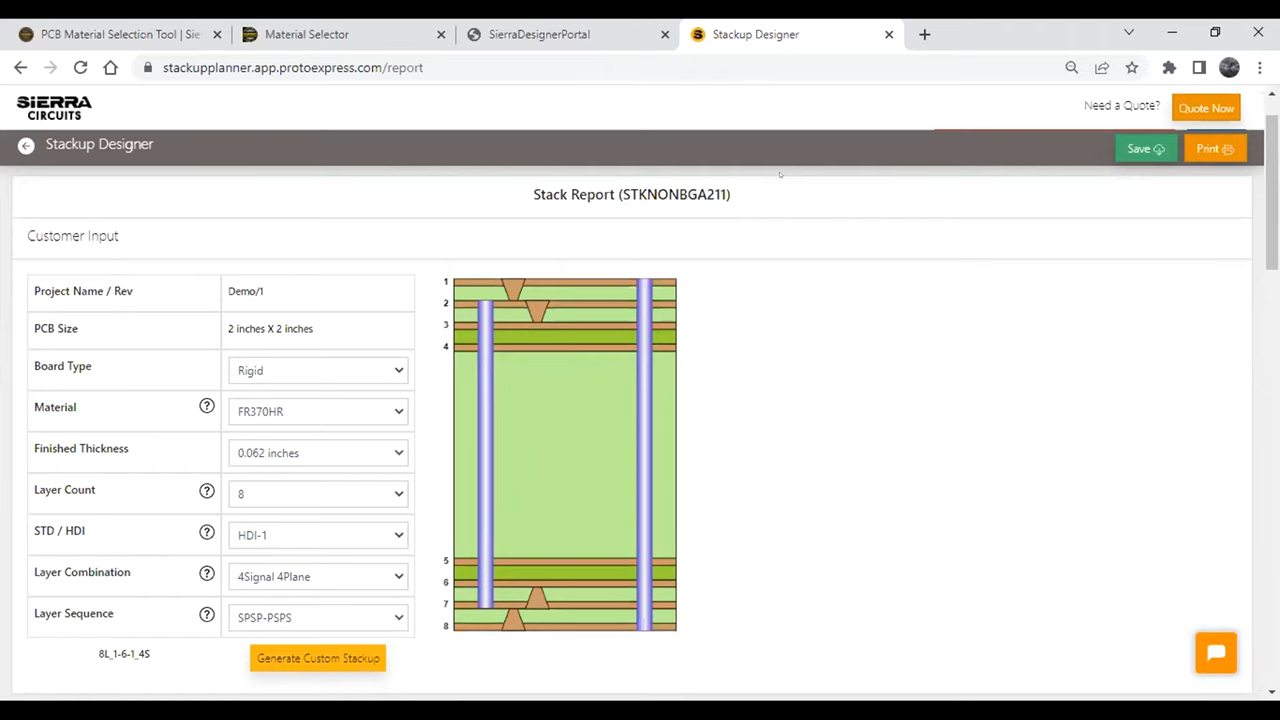 PCB Material Selection Tool | Sie
Material Selector
SierraDesignerPortal
Stackup Designer
stackupplanner.app.protoexpress.com/report
SIERRA
CIRCUITS
Need a Quote?
Quote Now
Stackup Designer
Save
Print
Stack Report (STKNONBGA211)
Customer Input
Project Name / Rev
Demo/1
PCB Size
2 inches X 2 inches
Board Type
Rigid
Material
FR370HR
Finished Thickness
0.062 inches
Layer Count
8
STD / HDI
HDI-1
Layer Combination
4Signal 4Plane
Layer Sequence
SPSP-PSPS
8L_1-6-1_4S
Generate Custom Stackup
1
2
3
4
5
6
7
8